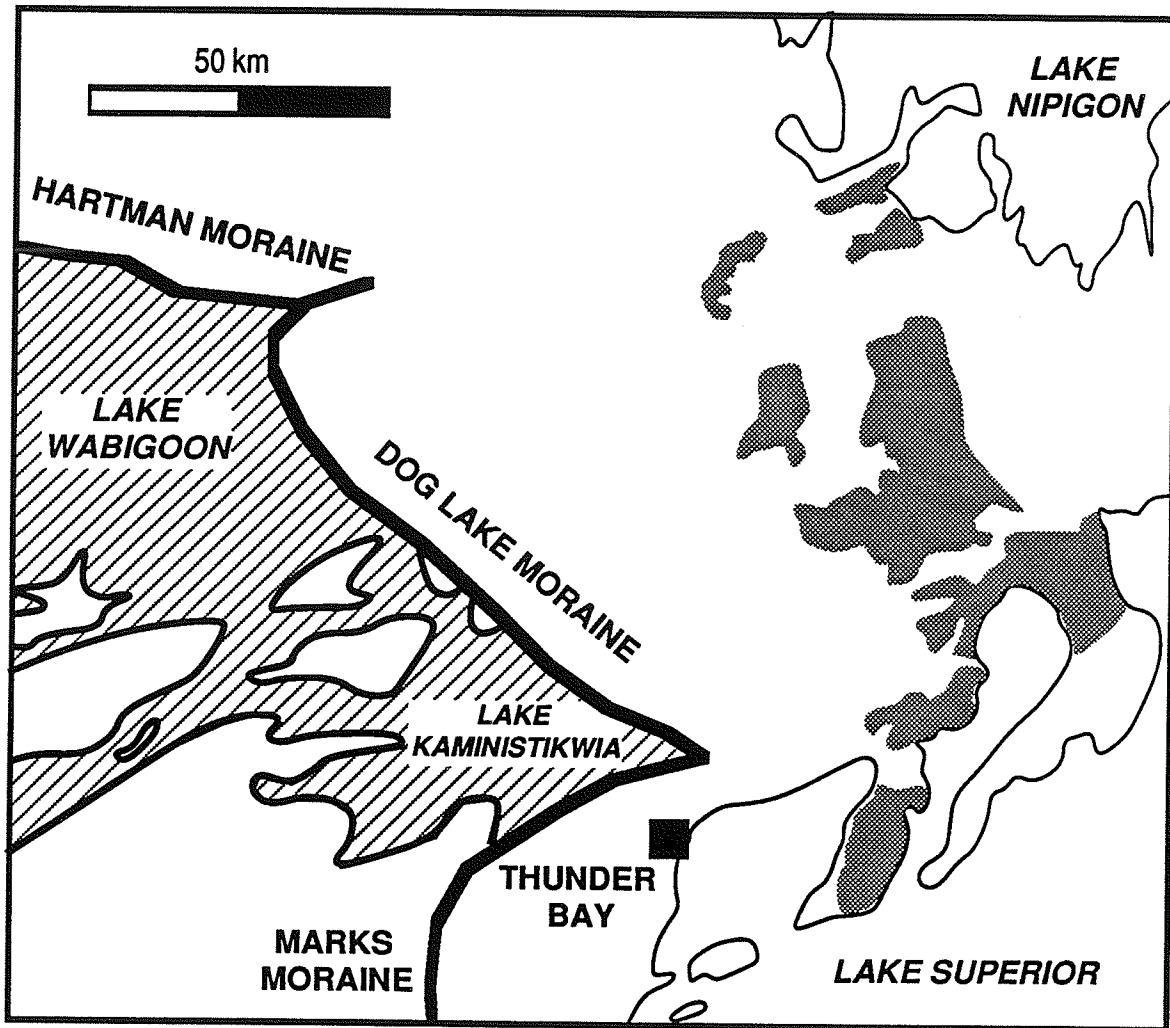 50 km
LAKE
NIPIGON
HARTMAN MORAINE
LAKE
WABIGOON
DOG LAKE MORAINE
LAKE
KAMINISTIKWIA
THUNDER
BAY
MARKS
MORAINE
LAKE SUPERIOR